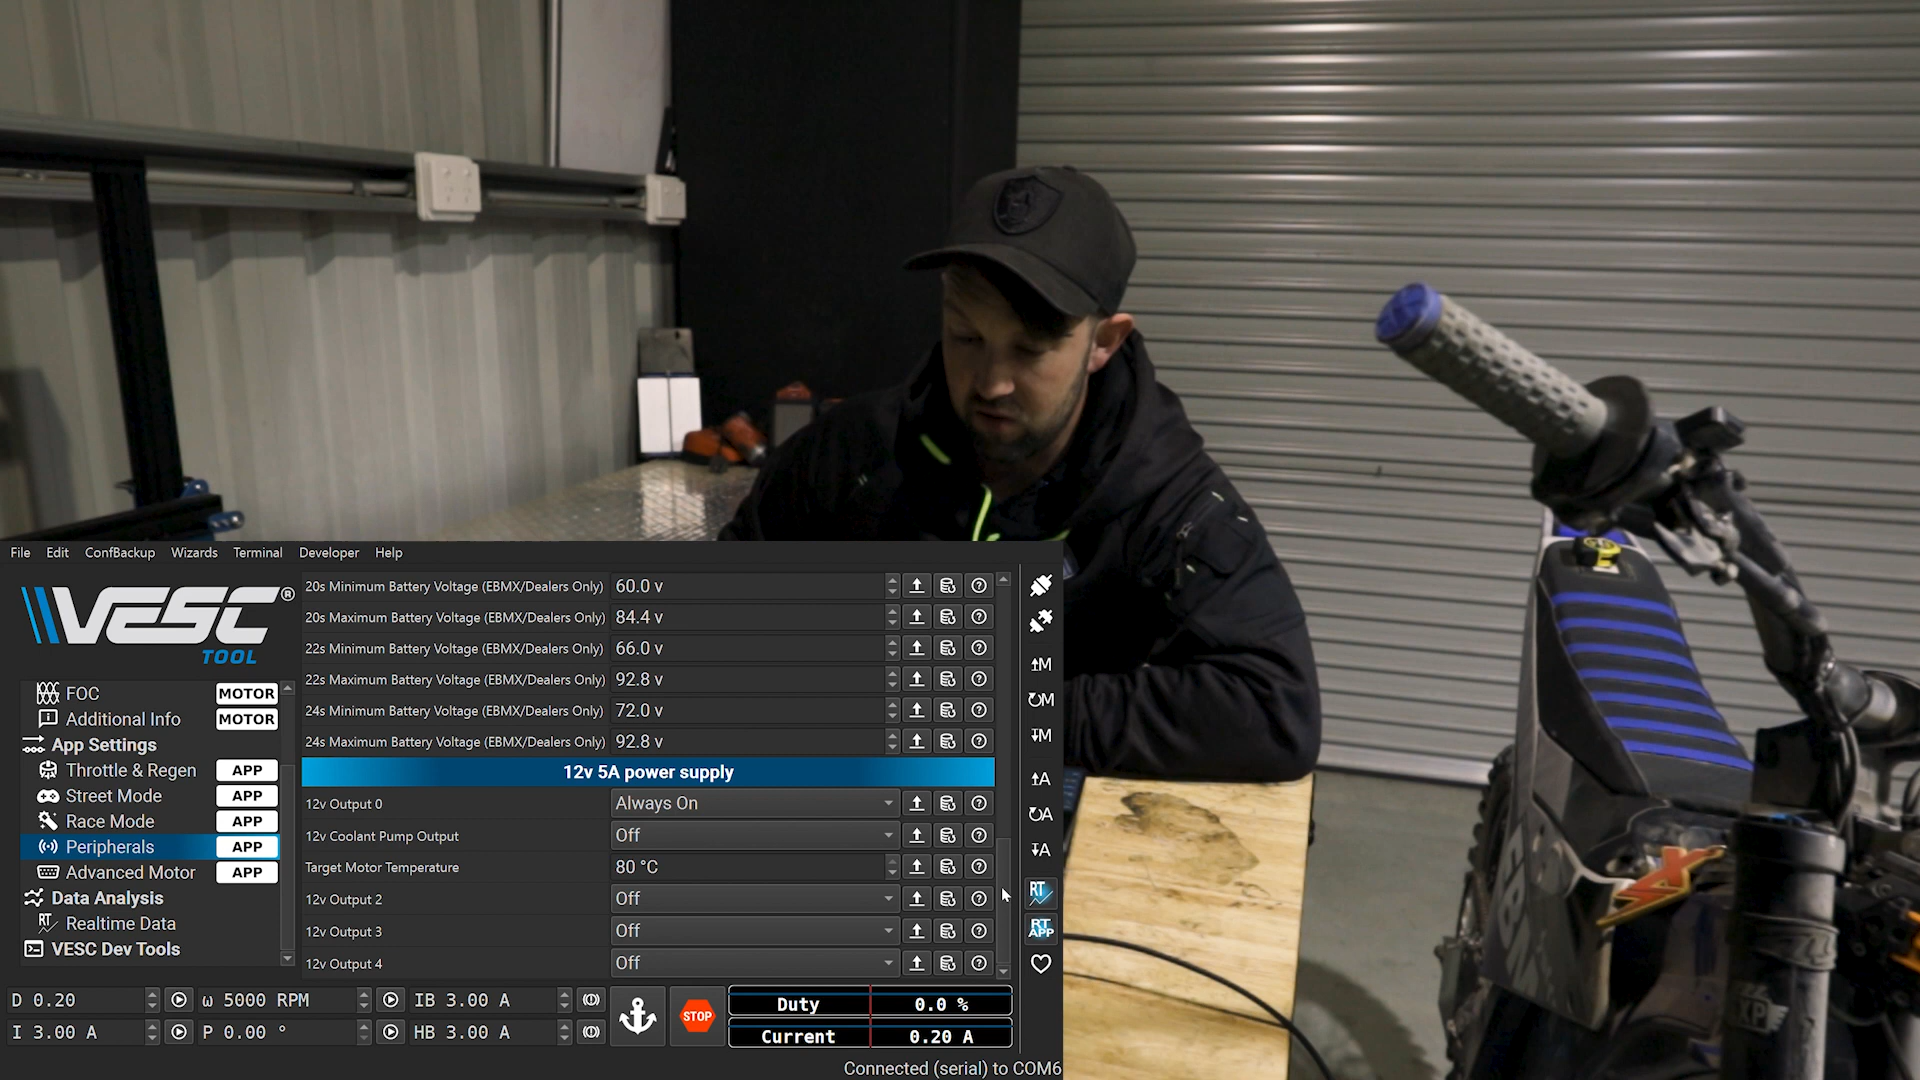 File Edit ConfBackup Wizards Terminal Developer Help
VESC®
TOOL
FOC MOTOR
Additional Info MOTOR
App Settings
Throttle & Regen APP
Street Mode APP
Race Mode APP
Peripherals APP
Advanced Motor APP
Data Analysis
RT Realtime Data
VESC Dev Tools
20s Minimum Battery Voltage (EBMX/Dealers Only) 60.0 v
20s Maximum Battery Voltage (EBMX/Dealers Only) 84.4 v
22s Minimum Battery Voltage (EBMX/Dealers Only) 66.0 v
22s Maximum Battery Voltage (EBMX/Dealers Only) 92.8 v
24s Minimum Battery Voltage (EBMX/Dealers Only) 72.0 v
24s Maximum Battery Voltage (EBMX/Dealers Only) 92.8 v
12v 5A power supply
12v Output 0 Always On
12v Coolant Pump Output Off
Target Motor Temperature 80 °C
12v Output 2 Off
12v Output 3 Off
12v Output 4 Off
M
M
M
A
A
A
RT
RT APP
D 0.20 ω 5000 RPM IB 3.00 A
I 3.00 A P 0.00 ° HB 3.00 A
STOP
Duty 0.0 %
Current 0.20 A
Connected (serial) to COM6
XP